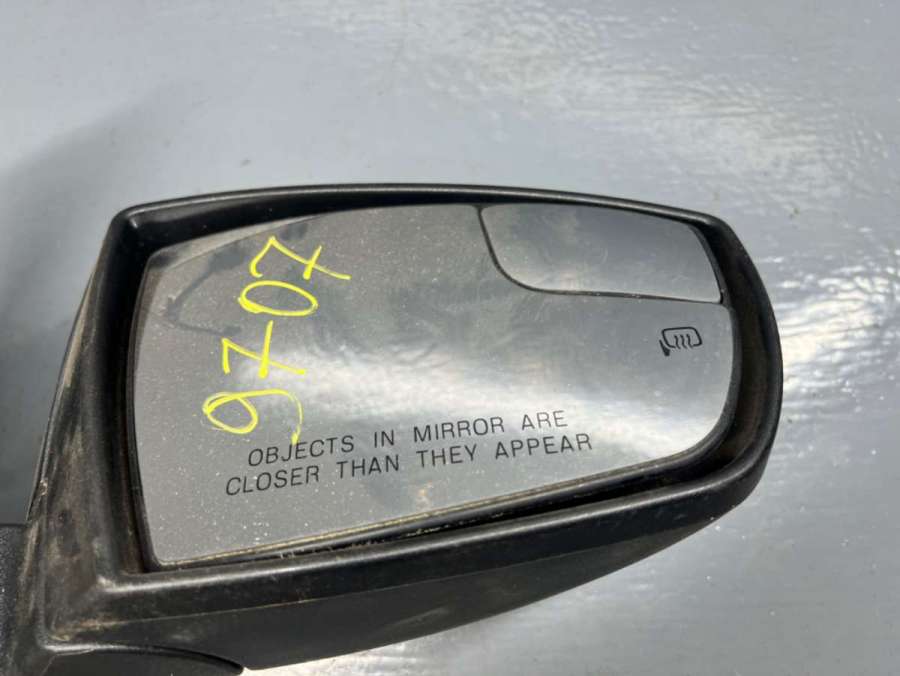 9707
OBJECTS IN MIRROR ARE
CLOSER THAN THEY APPEAR